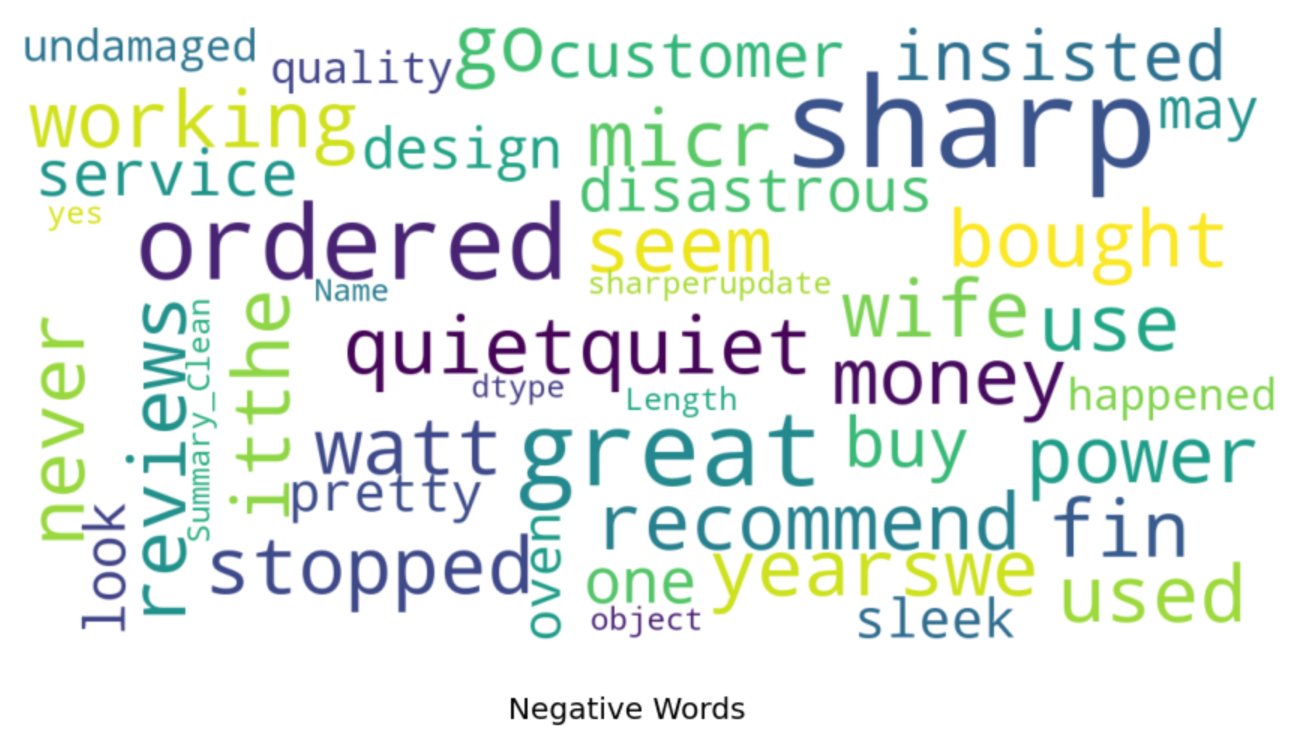 undamaged
quality
go
customer
insisted
working
design
micr
sharp
may
service
disastrous
yes
ordered
seem
bought
Name
sharperupdate
wife
use
never
reviews
Summary_Clean
itthe
quietquiet
money
dtype
Length
happened
watt
great
buy
power
pretty
look
recommend
fin
stopped
oven
one
yearswe
used
object
sleek
Negative Words